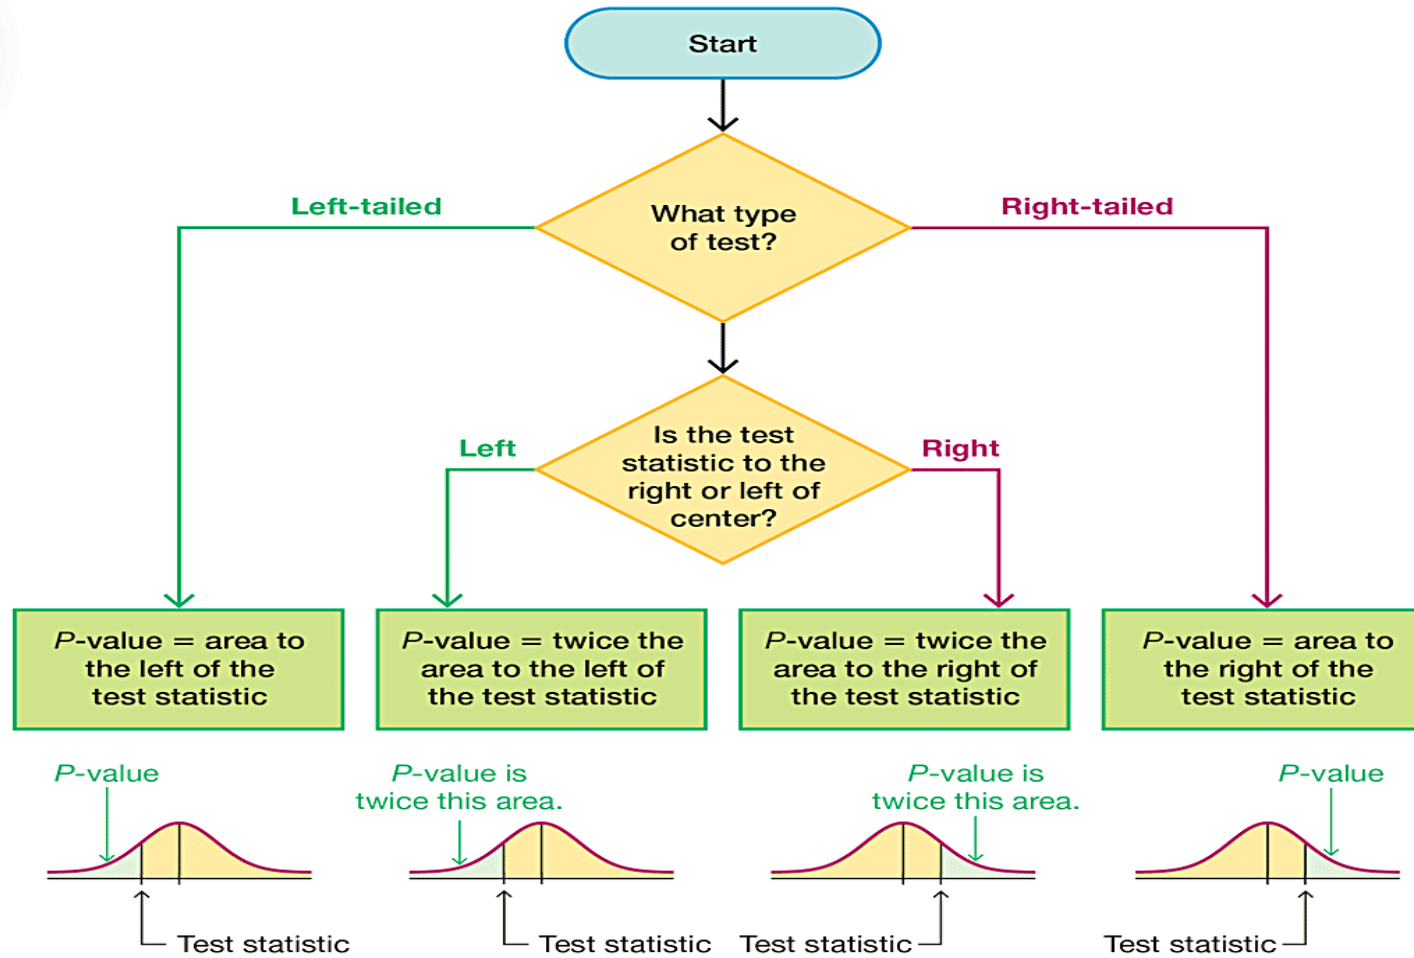 Start
What type
of test?
Left-tailed
Right-tailed
Is the test
statistic to the
right or left of
center?
Left
Right
P-value = area to
the left of the
test statistic
P-value = twice the
area to the left of
the test statistic
P-value = twice the
area to the right of
the test statistic
P-value = area to
the right of the
test statistic
P-value
P-value is
twice this area.
P-value is
twice this area.
P-value
Test statistic
Test statistic
Test statistic
Test statistic